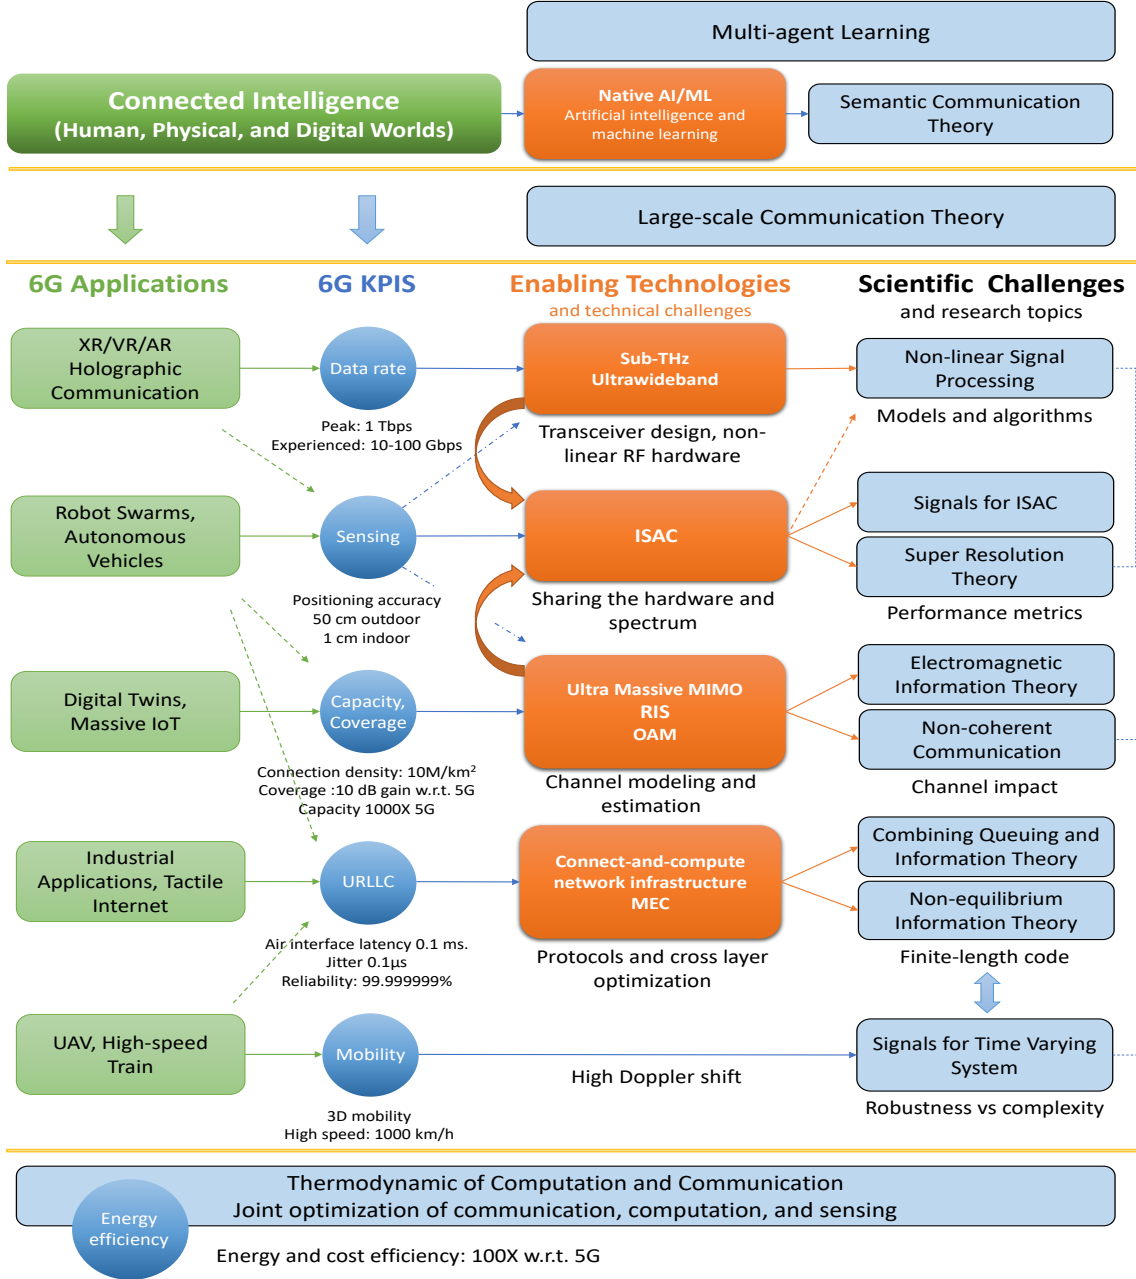 Multi-agent Learning
Connected Intelligence
(Human, Physical, and Digital Worlds)
Native AI/ML
Artificial intelligence and
machine learning
Semantic Communication
Theory
Large-scale Communication Theory
6G Applications
6G KPIS
Enabling Technologies
and technical challenges
Scientific Challenges
and research topics
XR/VR/AR
Holographic
Communication
Data rate
Peak: 1 Tbps
Experienced: 10-100 Gbps
Sub-THz
Ultrawideband
Transceiver design, non-
linear RF hardware
Non-linear Signal
Processing
Models and algorithms
Robot Swarms,
Autonomous
Vehicles
Sensing
Positioning accuracy
50 cm outdoor
1 cm indoor
ISAC
Sharing the hardware and
spectrum
Signals for ISAC
Super Resolution
Theory
Performance metrics
Digital Twins,
Massive IoT
Capacity,
Coverage
Connection density: 10M/km²
Coverage :10 dB gain w.r.t. 5G
Capacity 1000X 5G
Ultra Massive MIMO
RIS
OAM
Channel modeling and
estimation
Electromagnetic
Information Theory
Non-coherent
Communication
Channel impact
Industrial
Applications, Tactile
Internet
URLLC
Air interface latency 0.1 ms.
Jitter 0.1µs
Reliability: 99.999999%
Connect-and-compute
network infrastructure
MEC
Protocols and cross layer
optimization
Combining Queuing and
Information Theory
Non-equilibrium
Information Theory
Finite-length code
UAV, High-speed
Train
Mobility
3D mobility
High speed: 1000 km/h
High Doppler shift
Signals for Time Varying
System
Robustness vs complexity
Thermodynamic of Computation and Communication
Joint optimization of communication, computation, and sensing
Energy
efficiency
Energy and cost efficiency: 100X w.r.t. 5G